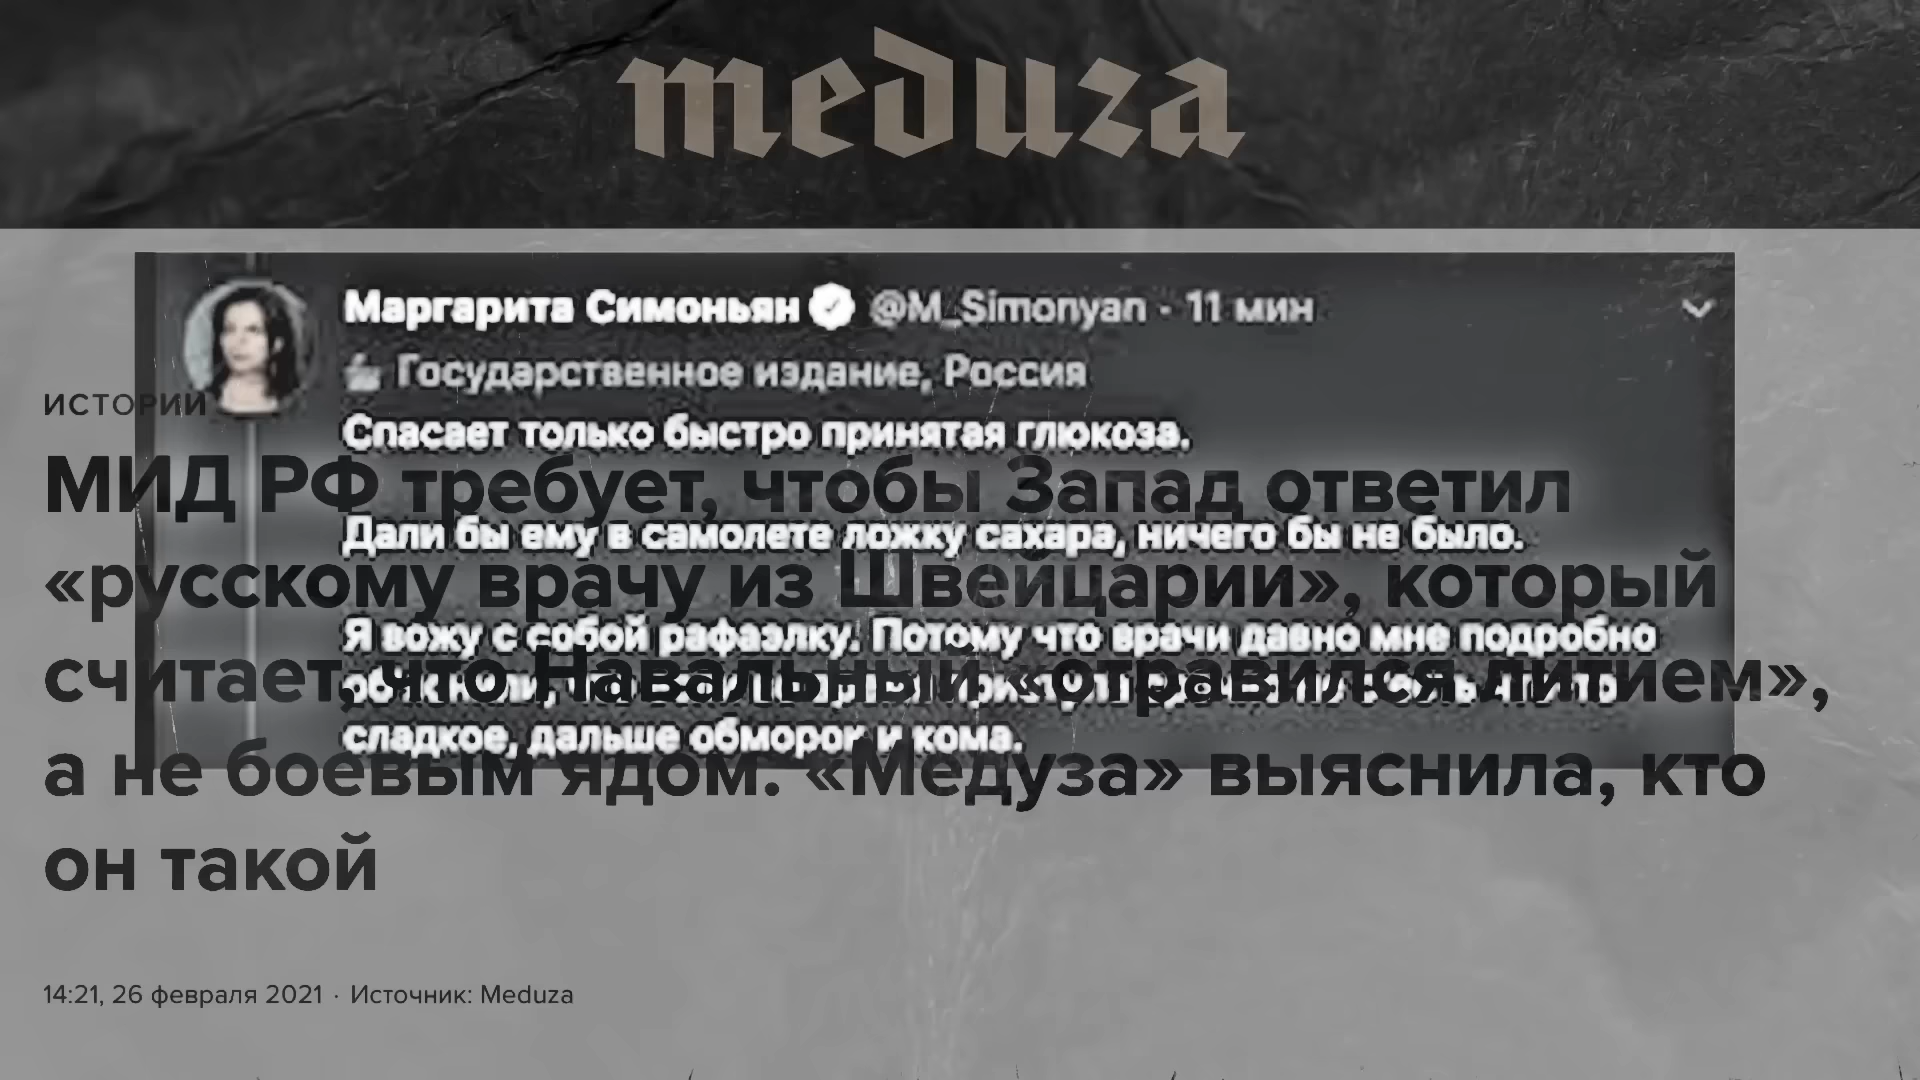 meduza
Маргарита Симоньян @M_Simonyan · 11 мин
Государственное издание, Россия
Спасает только быстро принятая глюкоза.
Дали бы ему в самолете ложку сахара, ничего бы не было.
Я вожу с собой рафаэлку. Потому что врачи давно мне подробно
сладкое, дальше обморок и кома.
ИСТОРИИ
МИД РФ требует, чтобы Запад ответил
«русскому врачу из Швейцарии», который
считает, что Навальный «отравился литием»,
а не боевым ядом. «Медуза» выяснила, кто
он такой
14:21, 26 февраля 2021 · Источник: Meduza